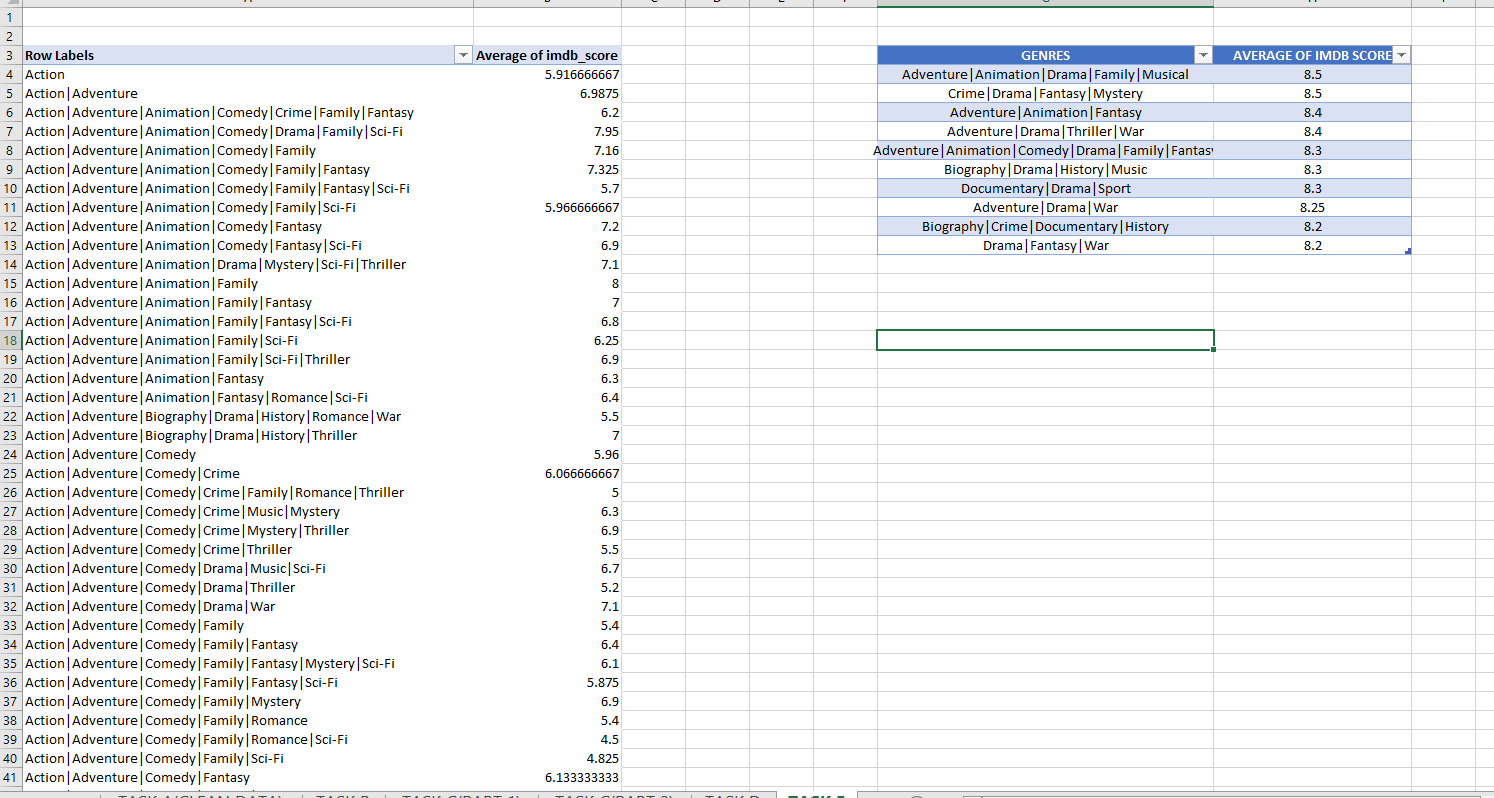 1
2
3 Row Labels Average of imdb_score GENRES AVERAGE OF IMDB SCORE
4 Action 5.916666667 Adventure|Animation|Drama|Family|Musical 8.5
5 Action|Adventure 6.9875 Crime|Drama|Fantasy|Mystery 8.5
6 Action|Adventure|Animation|Comedy|Crime|Family|Fantasy 6.2 Adventure|Animation|Fantasy 8.4
7 Action|Adventure|Animation|Comedy|Drama|Family|Sci-Fi 7.95 Adventure|Drama|Thriller|War 8.4
8 Action|Adventure|Animation|Comedy|Family 7.16 Adventure|Animation|Comedy|Drama|Family|Fantasy 8.3
9 Action|Adventure|Animation|Comedy|Family|Fantasy 7.325 Biography|Drama|History|Music 8.3
10 Action|Adventure|Animation|Comedy|Family|Fantasy|Sci-Fi 5.7 Documentary|Drama|Sport 8.3
11 Action|Adventure|Animation|Comedy|Family|Sci-Fi 5.966666667 Adventure|Drama|War 8.25
12 Action|Adventure|Animation|Comedy|Fantasy 7.2 Biography|Crime|Documentary|History 8.2
13 Action|Adventure|Animation|Comedy|Fantasy|Sci-Fi 6.9 Drama|Fantasy|War 8.2
14 Action|Adventure|Animation|Drama|Mystery|Sci-Fi|Thriller 7.1
15 Action|Adventure|Animation|Family 8
16 Action|Adventure|Animation|Family|Fantasy 7
17 Action|Adventure|Animation|Family|Fantasy|Sci-Fi 6.8
18 Action|Adventure|Animation|Family|Sci-Fi 6.25
19 Action|Adventure|Animation|Family|Sci-Fi|Thriller 6.9
20 Action|Adventure|Animation|Fantasy 6.3
21 Action|Adventure|Animation|Fantasy|Romance|Sci-Fi 6.4
22 Action|Adventure|Biography|Drama|History|Romance|War 5.5
23 Action|Adventure|Biography|Drama|History|Thriller 7
24 Action|Adventure|Comedy 5.96
25 Action|Adventure|Comedy|Crime 6.066666667
26 Action|Adventure|Comedy|Crime|Family|Romance|Thriller 5
27 Action|Adventure|Comedy|Crime|Music|Mystery 6.3
28 Action|Adventure|Comedy|Crime|Mystery|Thriller 6.9
29 Action|Adventure|Comedy|Crime|Thriller 5.5
30 Action|Adventure|Comedy|Drama|Music|Sci-Fi 6.7
31 Action|Adventure|Comedy|Drama|Thriller 5.2
32 Action|Adventure|Comedy|Drama|War 7.1
33 Action|Adventure|Comedy|Family 5.4
34 Action|Adventure|Comedy|Family|Fantasy 6.4
35 Action|Adventure|Comedy|Family|Fantasy|Mystery|Sci-Fi 6.1
36 Action|Adventure|Comedy|Family|Fantasy|Sci-Fi 5.875
37 Action|Adventure|Comedy|Family|Mystery 6.9
38 Action|Adventure|Comedy|Family|Romance 5.4
39 Action|Adventure|Comedy|Family|Romance|Sci-Fi 4.5
40 Action|Adventure|Comedy|Family|Sci-Fi 4.825
41 Action|Adventure|Comedy|Fantasy 6.133333333